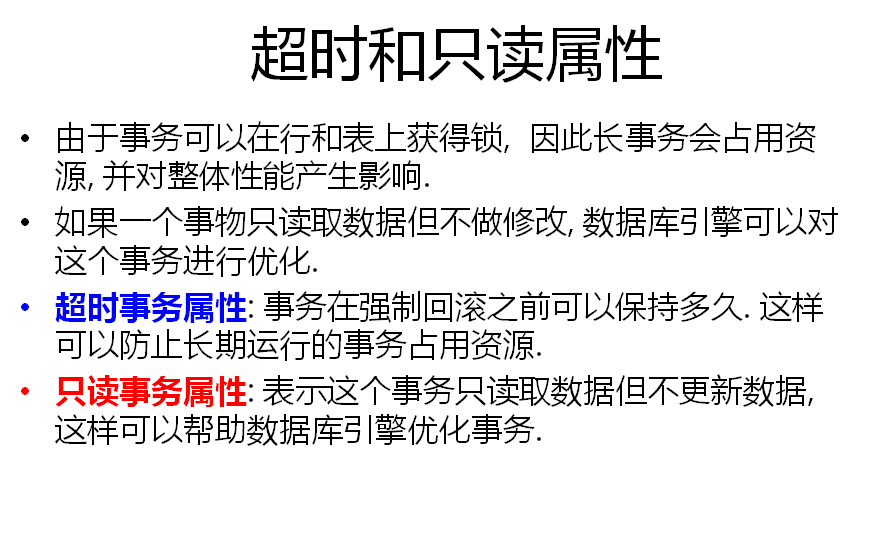 超时和只读属性
• 由于事务可以在行和表上获得锁, 因此长事务会占用资
源, 并对整体性能产生影响.
• 如果一个事物只读取数据但不做修改, 数据库引擎可以对
这个事务进行优化.
• 超时事务属性: 事务在强制回滚之前可以保持多久. 这样
可以防止长期运行的事务占用资源.
• 只读事务属性: 表示这个事务只读取数据但不更新数据,
这样可以帮助数据库引擎优化事务.